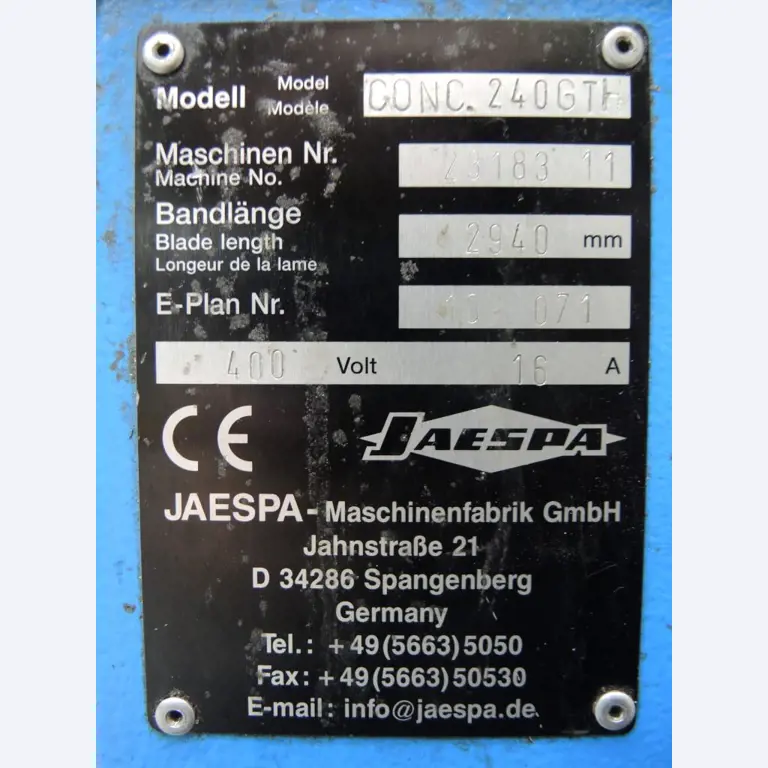 Modell Model CONC. 240GTH
Modèle
Maschinen Nr. 11
Machine No.
Bandlänge 2940 mm
Blade length
Longeur de la lame
E-Plan Nr. 071
400 Volt 16 A
CE JAESPA
JAESPA - Maschinenfabrik GmbH
Jahnstraße 21
D 34286 Spangenberg
Germany
Tel.: +49(5663)5050
Fax: +49(5663)50530
E-mail: info@jaespa.de